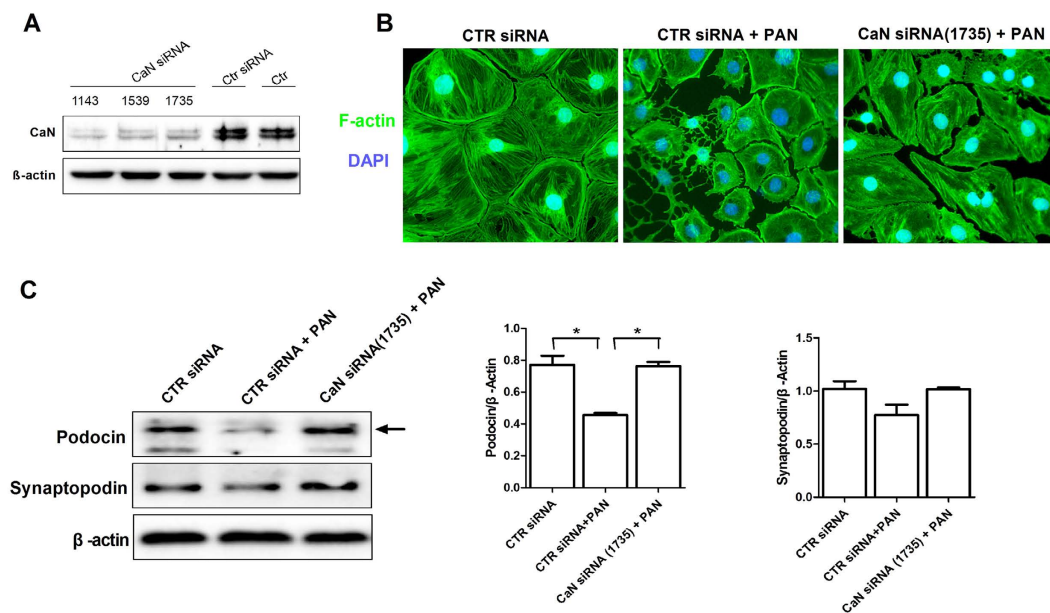 A
CaN siRNA
Ctr siRNA
Ctr
1143 1539 1735
CaN
ß-actin
B
CTR siRNA
CTR siRNA + PAN
CaN siRNA(1735) + PAN
F-actin
DAPI
C
CTR siRNA
CTR siRNA + PAN
CaN siRNA(1735) + PAN
Podocin
Synaptopodin
β -actin
Podocin/β -Actin
1.0
0.8
0.6
0.4
0.2
0.0
* *
CTR siRNA
CTR siRNA+PAN
CaN siRNA (1735) + PAN
Synaptopodin/β -Actin
1.5
1.0
0.5
0.0
CTR siRNA
CTR siRNA+PAN
CaN siRNA (1735) + PAN